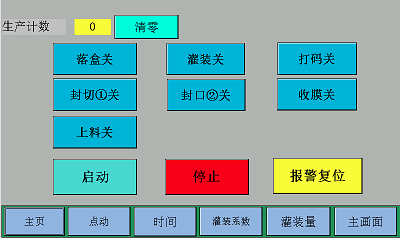 生产计数 0 清零
落盒关 灌装关 打码关
封切①关 封口②关 收膜关
上料关
启动 停止 报警复位
主页 点动 时间 灌装系数 灌装量 主画面